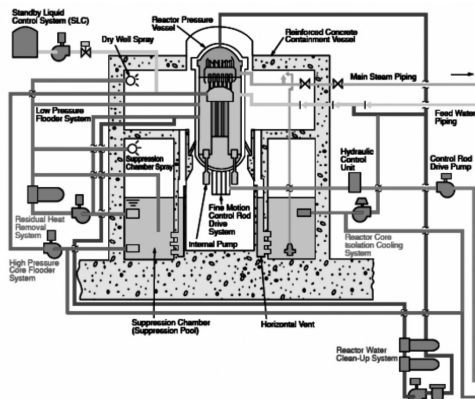 Standby Liquid
Control System (SLC)
Reactor Pressure
Vessel
Reinforced Concrete
Containment Vessel
Dry Well Spray
Main Steam Piping
Low Pressure
Flooder System
Feed Water
Piping
Suppression
Chamber Spray
Hydraulic
Control
Unit
Control Rod
Drive Pump
Fine Motion
Control Rod
Drive
System
Residual Heat
Removal
System
Internal Pump
Reactor Core
Isolation Cooling
System
High Pressure
Core Flooder
System
Suppression Chamber
(Suppression Pool)
Horizontal Vent
Reactor Water
Clean-Up System